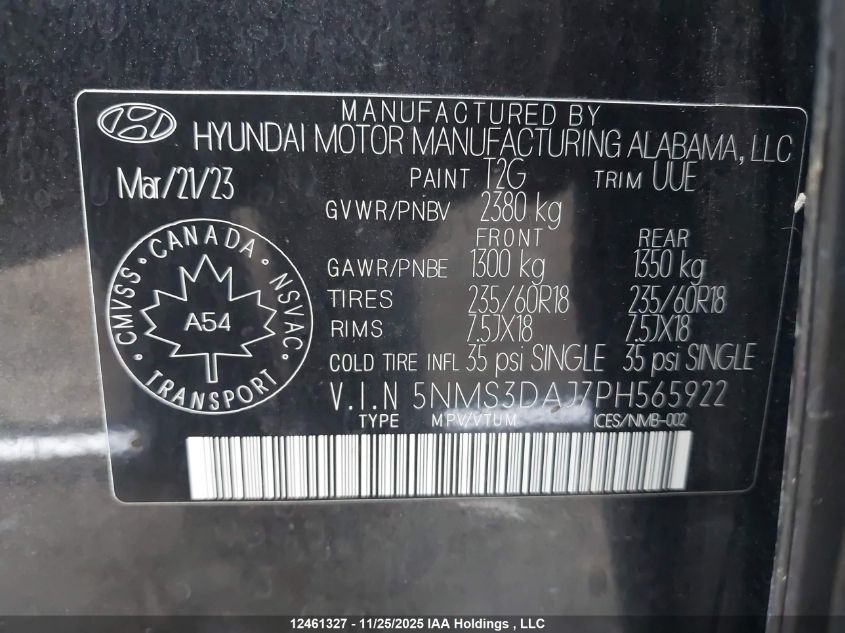 MANUFACTURED BY
HYUNDAI MOTOR MANUFACTURING ALABAMA, LLC
Mar/21/23 PAINT T2G TRIM UUE
GVWR/PNBV 2380 kg
FRONT REAR
GAWR/PNBE 1300 kg 1350 kg
TIRES 235/60R18 235/60R18
RIMS 7.5JX18 7.5JX18
COLD TIRE INFL 35 psi SINGLE 35 psi SINGLE
V.I.N 5NMS3DAJ7PH565922
TYPE MPV/VTUM ICES/NMB-002
CMVSS · CANADA · NSVAC · TRANSPORT
A54
12461327 - 11/25/2025 IAA Holdings , LLC